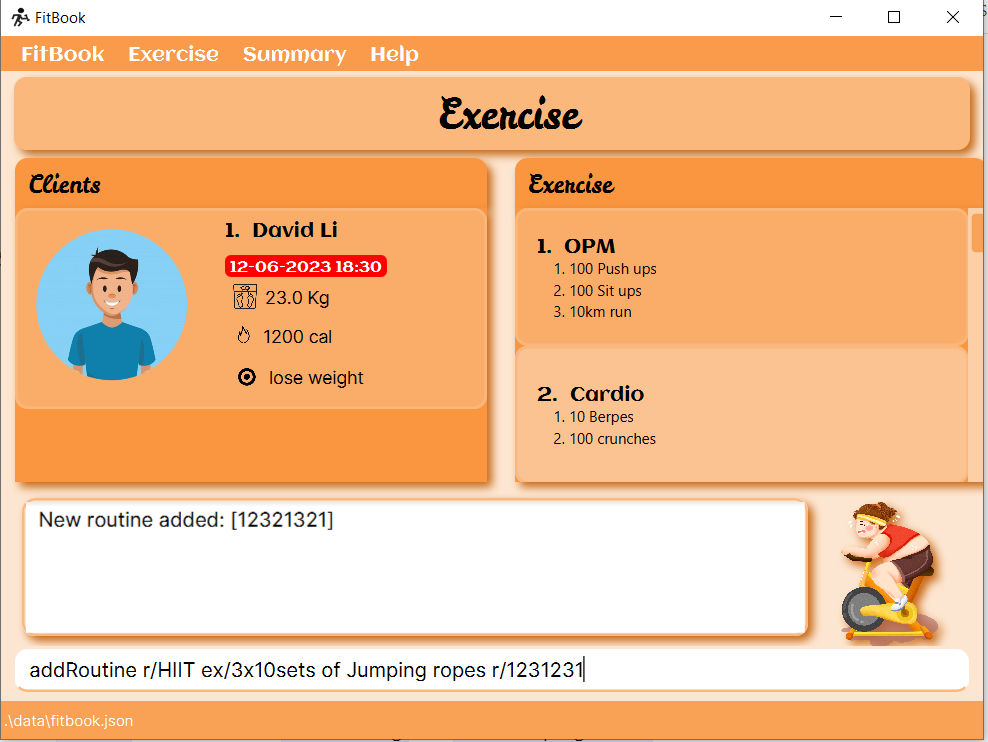 FitBook
FitBook Exercise Summary Help
Exercise
Clients
1. David Li
12-06-2023 18:30
23.0 Kg
1200 cal
lose weight
Exercise
1. OPM
1. 100 Push ups
2. 100 Sit ups
3. 10km run
2. Cardio
1. 10 Berpes
2. 100 crunches
New routine added: [12321321]
addRoutine r/HIIT ex/3x10sets of Jumping ropes r/1231231
.\data\fitbook.json